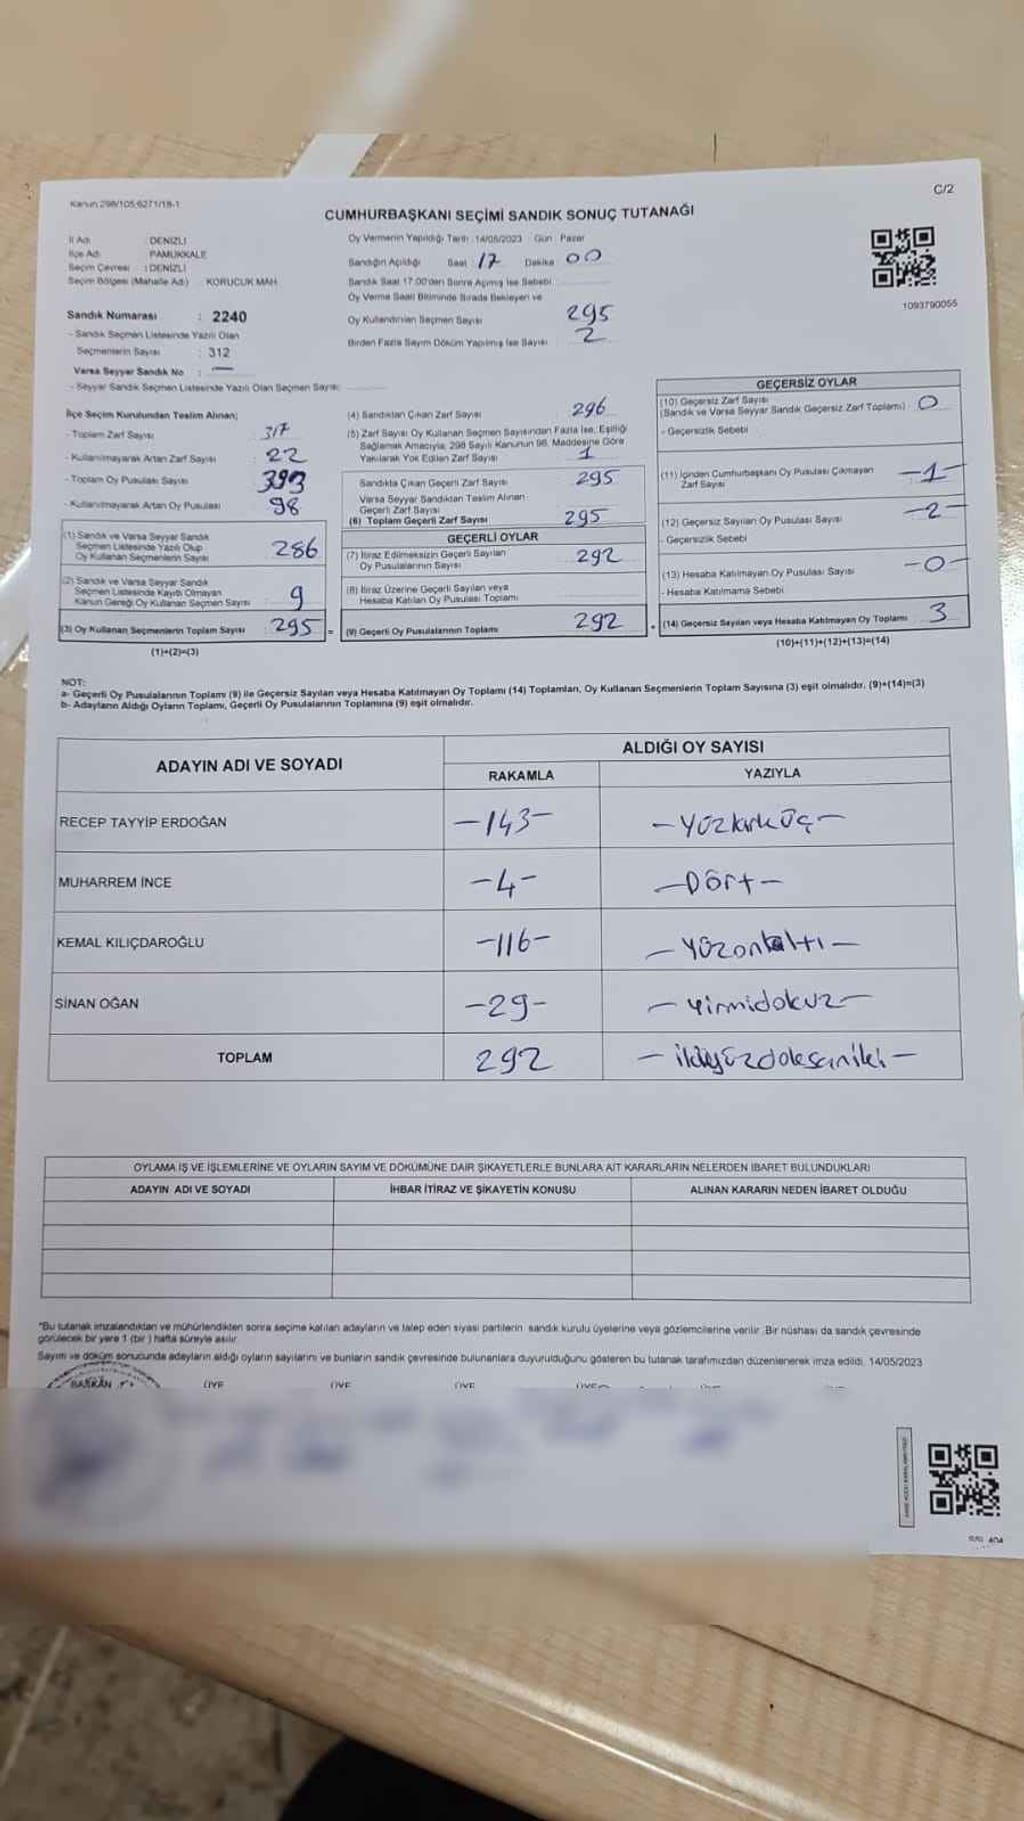 Kanun:298/105,6271/18-1
C/2
CUMHURBAŞKANI SEÇİMİ SANDIK SONUÇ TUTANAĞI
İl Adı : DENİZLİ
İlçe Adı : PAMUKKALE
Seçim Çevresi : DENİZLİ
Seçim Bölgesi (Mahalle Adı) KORUCUK MAH.
Sandık Numarası : 2240
- Sandık Seçmen Listesinde Yazılı Olan
Seçmenlerin Sayısı : 312
Varsa Seyyar Sandık No : —
- Seyyar Sandık Seçmen Listesinde Yazılı Olan Seçmen Sayısı:
Oy Vermenin Yapıldığı Tarih :14/05/2023 Gün : Pazar
Sandığın Açıldığı Saat : 17 Dakika : 00
Sandık Saat 17:00'den Sonra Açılmış İse Sebebi:
Oy Verme Saati Bitiminde Sırada Bekleyen ve
Oy Kullandırılan Seçmen Sayısı 295
Birden Fazla Sayım Döküm Yapılmış İse Sayısı 2
1093790055
İlçe Seçim Kurulundan Teslim Alınan;
- Toplam Zarf Sayısı 317
- Kullanılmayarak Artan Zarf Sayısı 22
- Toplam Oy Pusulası Sayısı 393
- Kullanılmayarak Artan Oy Pusulası 98
(1) Sandık ve Varsa Seyyar Sandık
Seçmen Listesinde Yazılı Olup
Oy Kullanan Seçmenlerin Sayısı 286
(2) Sandık ve Varsa Seyyar Sandık
Seçmen Listesinde Kayıtlı Olmayan
Kanun Gereği Oy Kullanan Seçmen Sayısı 9
(3) Oy Kullanan Seçmenlerin Toplam Sayısı 295 =
(1)+(2)=(3)
(4) Sandıktan Çıkan Zarf Sayısı 296
(5) Zarf Sayısı Oy Kullanan Seçmen Sayısından Fazla İse, Eşitliği
Sağlamak Amacıyla, 298 Sayılı Kanunun 98. Maddesine Göre
Yakılarak Yok Edilen Zarf Sayısı 1
Sandıkta Çıkan Geçerli Zarf Sayısı 295
Varsa Seyyar Sandıktan Teslim Alınan
Geçerli Zarf Sayısı
(6) Toplam Geçerli Zarf Sayısı 295
GEÇERLİ OYLAR
(7) İtiraz Edilmeksizin Geçerli Sayılan
Oy Pusulalarının Sayısı 292
(8) İtiraz Üzerine Geçerli Sayılan veya
Hesaba Katılan Oy Pusulası Toplamı
(9) Geçerli Oy Pusulalarının Toplamı 292 +
GEÇERSİZ OYLAR
(10) Geçersiz Zarf Sayısı
(Sandık ve Varsa Seyyar Sandık Geçersiz Zarf Toplamı) 0
- Geçersizlik Sebebi
(11) İçinden Cumhurbaşkanı Oy Pusulası Çıkmayan
Zarf Sayısı -1-
(12) Geçersiz Sayılan Oy Pusulası Sayısı -2-
- Geçersizlik Sebebi
(13) Hesaba Katılmayan Oy Pusulası Sayısı -0-
- Hesaba Katılmama Sebebi
(14) Geçersiz Sayılan veya Hesaba Katılmayan Oy Toplamı 3
(10)+(11)+(12)+(13)=(14)
NOT:
a- Geçerli Oy Pusulalarının Toplamı (9) ile Geçersiz Sayılan veya Hesaba Katılmayan Oy Toplamı (14) Toplamları, Oy Kullanan Seçmenlerin Toplam Sayısına (3) eşit olmalıdır. (9)+(14)=(3)
b- Adayların Aldığı Oyların Toplamı, Geçerli Oy Pusulalarının Toplamına (9) eşit olmalıdır.
ADAYIN ADI VE SOYADI
ALDIĞI OY SAYISI
RAKAMLA YAZIYLA
RECEP TAYYİP ERDOĞAN -143- -Yüzkırküç-
MUHARREM İNCE -4- -Dört-
KEMAL KILIÇDAROĞLU -116- -Yüzonaltı-
SİNAN OĞAN -29- -Yirmidokuz-
TOPLAM 292 -ikiyüzdoksaniki-
OYLAMA İŞ VE İŞLEMLERİNE VE OYLARIN SAYIM VE DÖKÜMÜNE DAİR ŞİKAYETLERLE BUNLARA AİT KARARLARIN NELERDEN İBARET BULUNDUKLARI
ADAYIN ADI VE SOYADI İHBAR İTİRAZ VE ŞİKAYETİN KONUSU ALINAN KARARIN NEDEN İBARET OLDUĞU
*Bu tutanak imzalandıktan ve mühürlendikten sonra seçime katılan adayların ve talep eden siyasi partilerin sandık kurulu üyelerine veya gözlemcilerine verilir. Bir nüshası da sandık çevresinde
görülecek bir yere 1 (bir) hafta süreyle asılır.
Sayım ve döküm sonucunda adayların aldığı oyların sayılarını ve bunların sandık çevresinde bulunanlara duyurulduğunu gösteren bu tutanak tarafımızdan düzenlenerek imza edildi. 14/05/2023
BAŞKAN ÜYE ÜYE ÜYE ÜYE